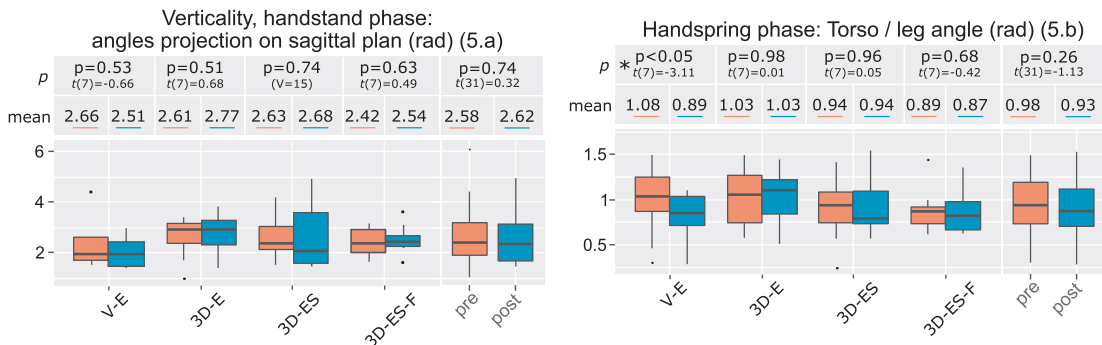 Verticality, handstand phase:
angles projection on sagittal plan (rad) (5.a)
p
p=0.53 p=0.51 p=0.74 p=0.63 p=0.74
t(7)=-0.66 t(7)=0.68 (V=15) t(7)=0.49 t(31)=0.32
mean 2.66 2.51 2.61 2.77 2.63 2.68 2.42 2.54 2.58 2.62
6
4
2
V-E 3D-E 3D-ES 3D-ES-F pre post
Handspring phase: Torso / leg angle (rad) (5.b)
p
*p<0.05 p=0.98 p=0.96 p=0.68 p=0.26
t(7)=-3.11 t(7)=0.01 t(7)=0.05 t(7)=-0.42 t(31)=-1.13
mean 1.08 0.89 1.03 1.03 0.94 0.94 0.89 0.87 0.98 0.93
1.5
1
0.5
V-E 3D-E 3D-ES 3D-ES-F pre post